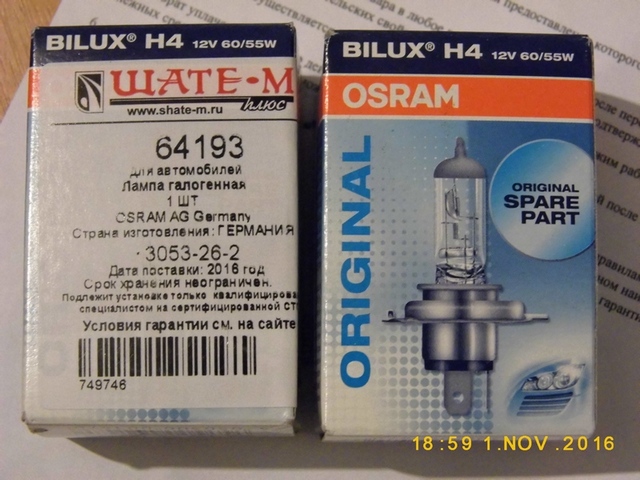 BILUX® H4 12V 60/55W
ШАТЕ-М
плюс
www.shate-m.ru
64193
Для автомобилей
Лампа галогенная
1 ШТ
OSRAM AG Germany
Страна изготовления: ГЕРМАНИЯ
3053-26-2
Дата поставки: 2016 год
Срок хранения неограничен.
Подлежит установке только квалифицирова
специалистом на сертифицированной СТ
Условия гарантии см. на сайте
749746
BILUX® H4 12V 60/55W
OSRAM
ORIGINAL
ORIGINAL
SPARE
PART
18:59 1.NOV.2016